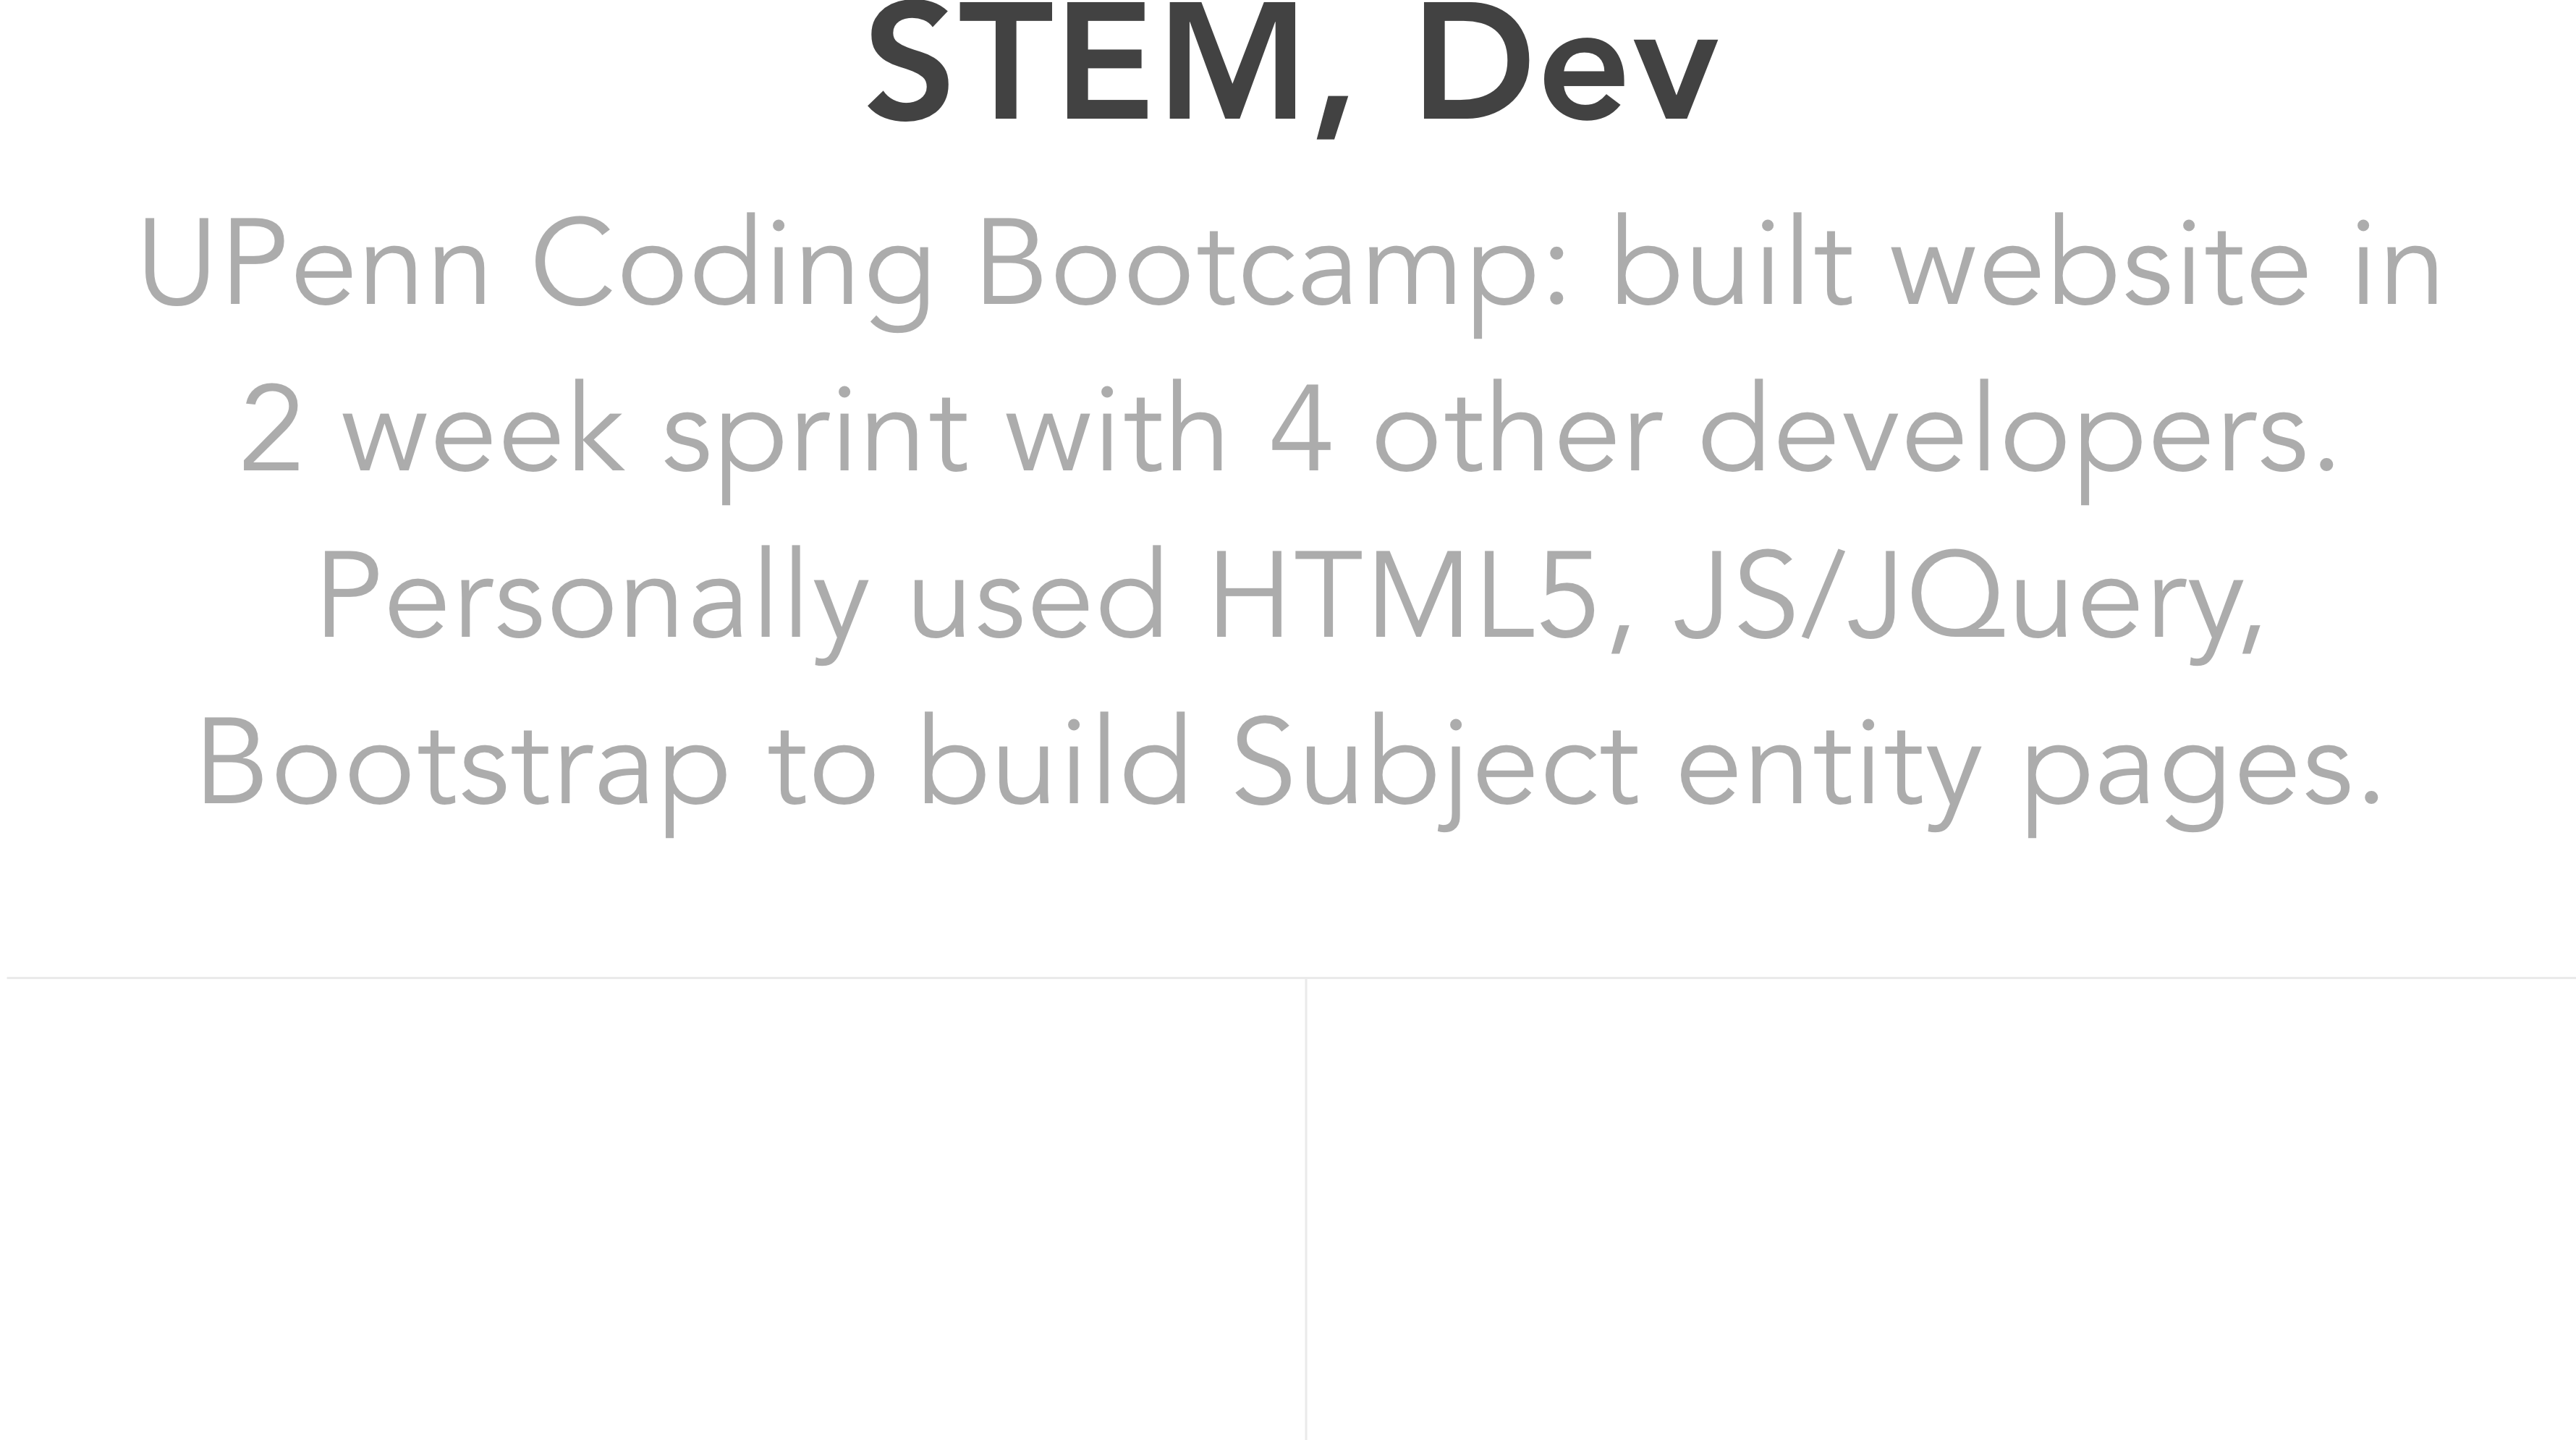 STEM, Dev
UPenn Coding Bootcamp: built website in
2 week sprint with 4 other developers.
Personally used HTML5, JS/JQuery,
Bootstrap to build Subject entity pages.